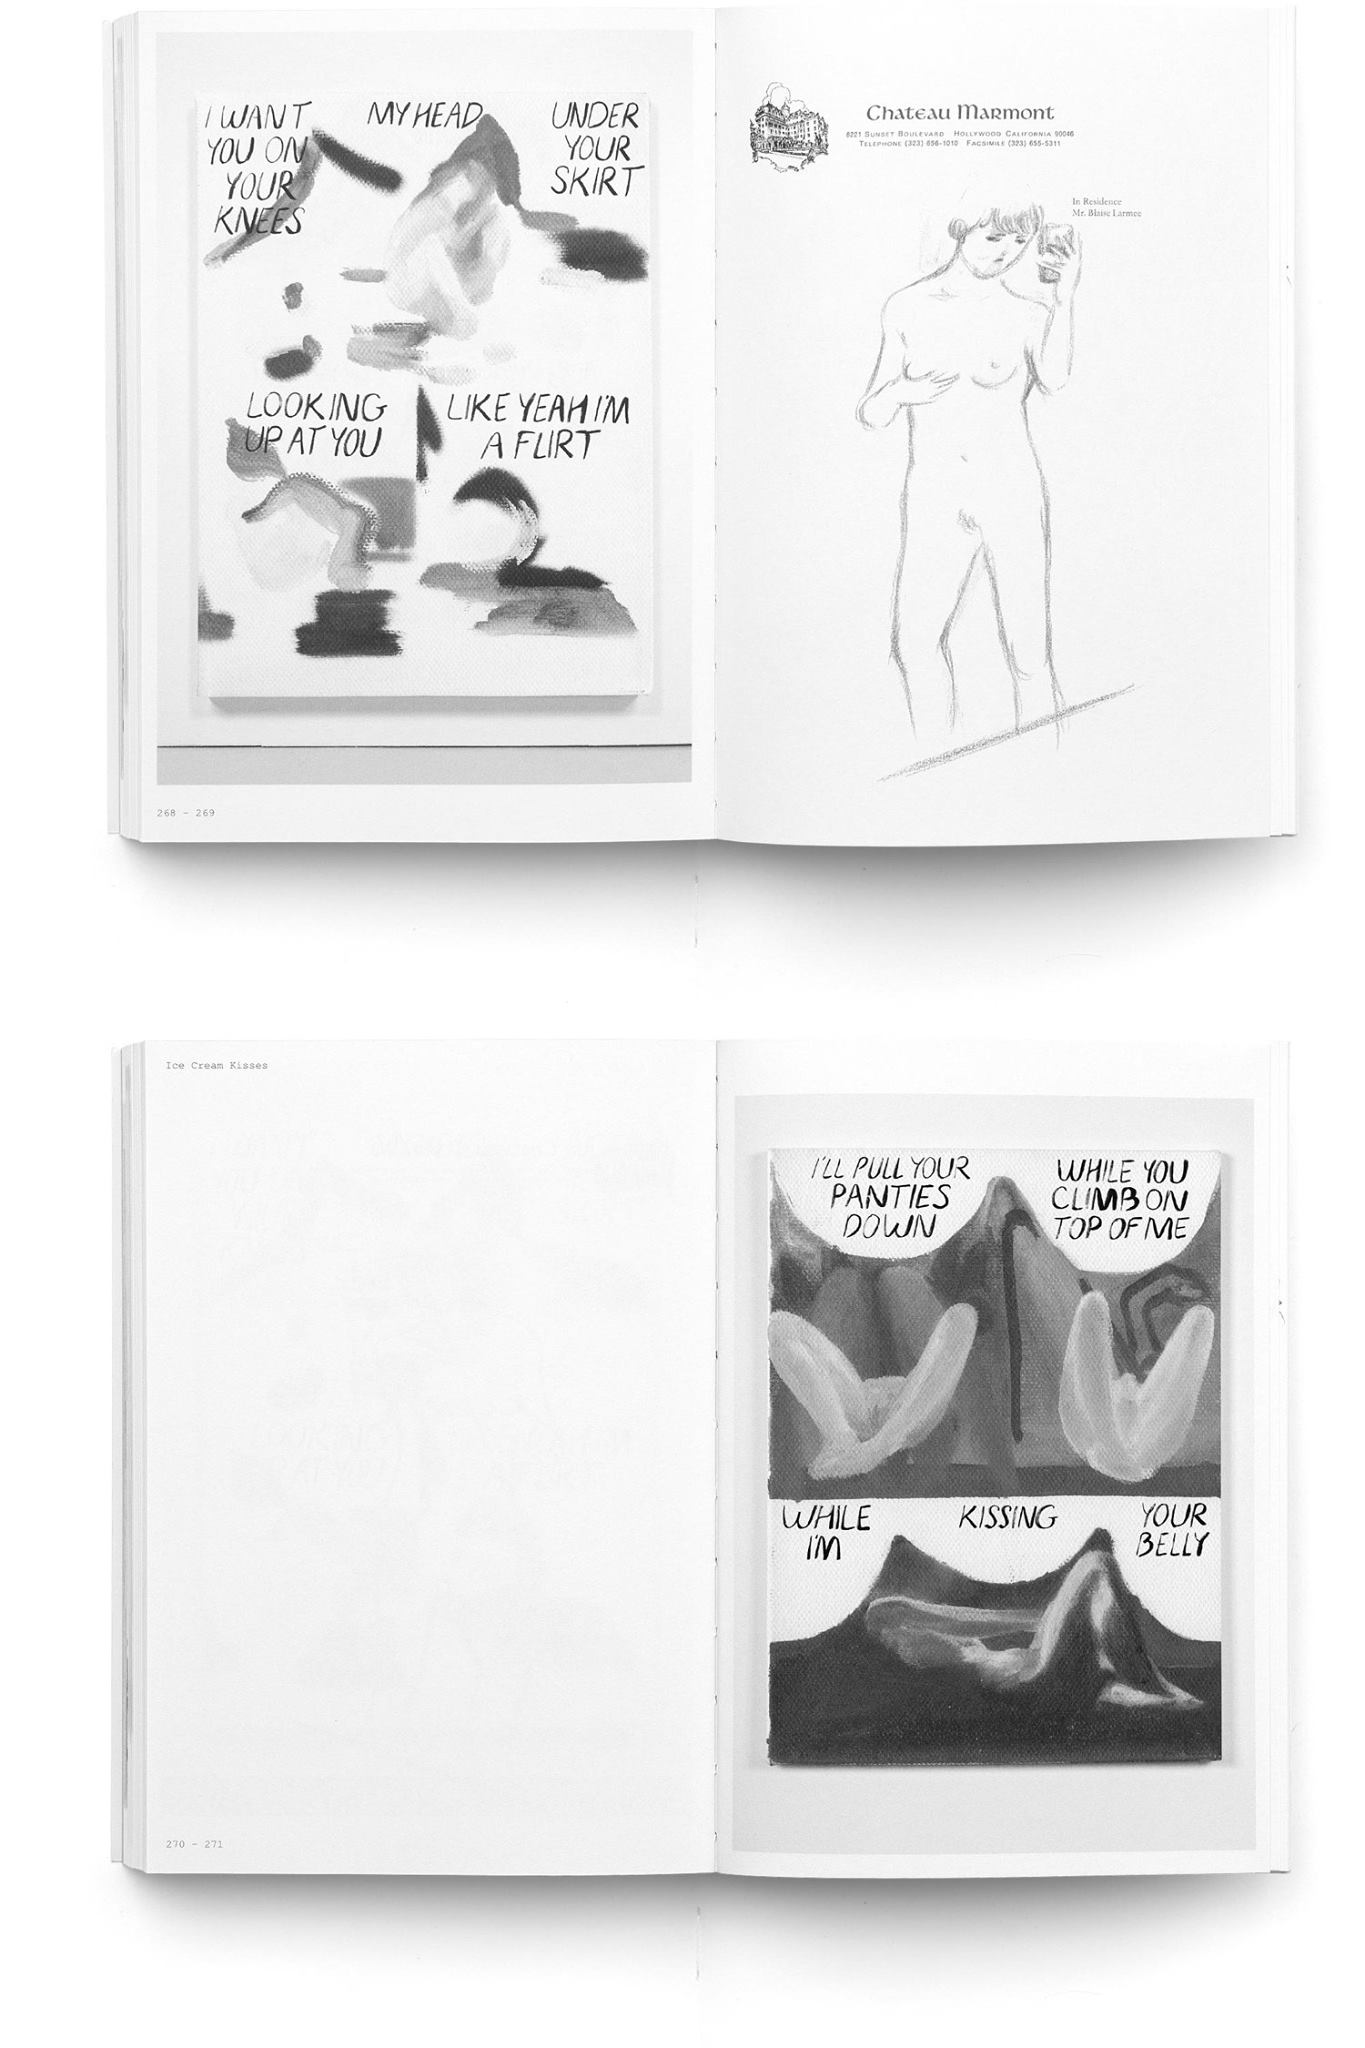 I WANT
YOU ON
YOUR
KNEES
MY HEAD
UNDER
YOUR
SKIRT
LOOKING
UP AT YOU
LIKE YEAH I'M
A FLIRT
268 – 269
Chateau Marmont
8221 Sunset Boulevard Hollywood California 90046
Telephone (323) 656-1010 Facsimile (323) 655-5311
In Residence
Mr. Blaise Larmee
Ice Cream Kisses
I'LL PULL YOUR
PANTIES
DOWN
WHILE YOU
CLIMB ON
TOP OF ME
WHILE
I'M
KISSING
YOUR
BELLY
270 – 271